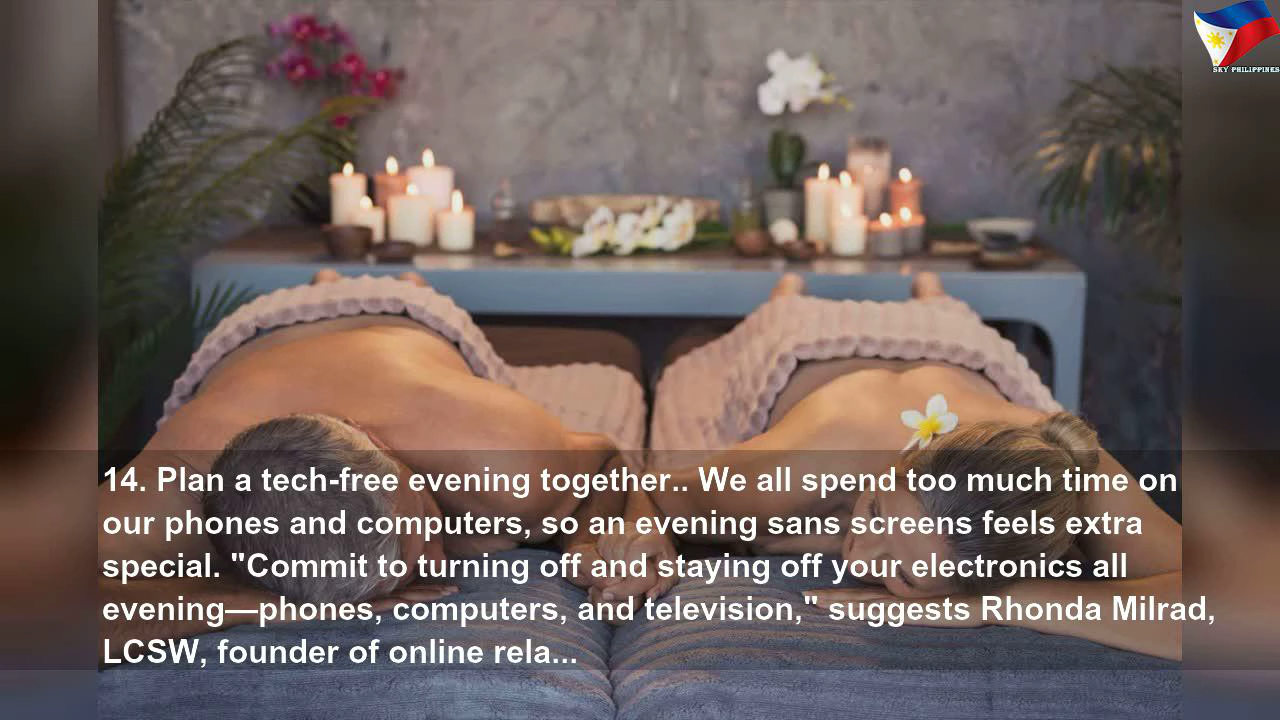 SKY PHILIPPINES
14. Plan a tech-free evening together.. We all spend too much time on
our phones and computers, so an evening sans screens feels extra
special. "Commit to turning off and staying off your electronics all
evening—phones, computers, and television," suggests Rhonda Milrad,
LCSW, founder of online rela...